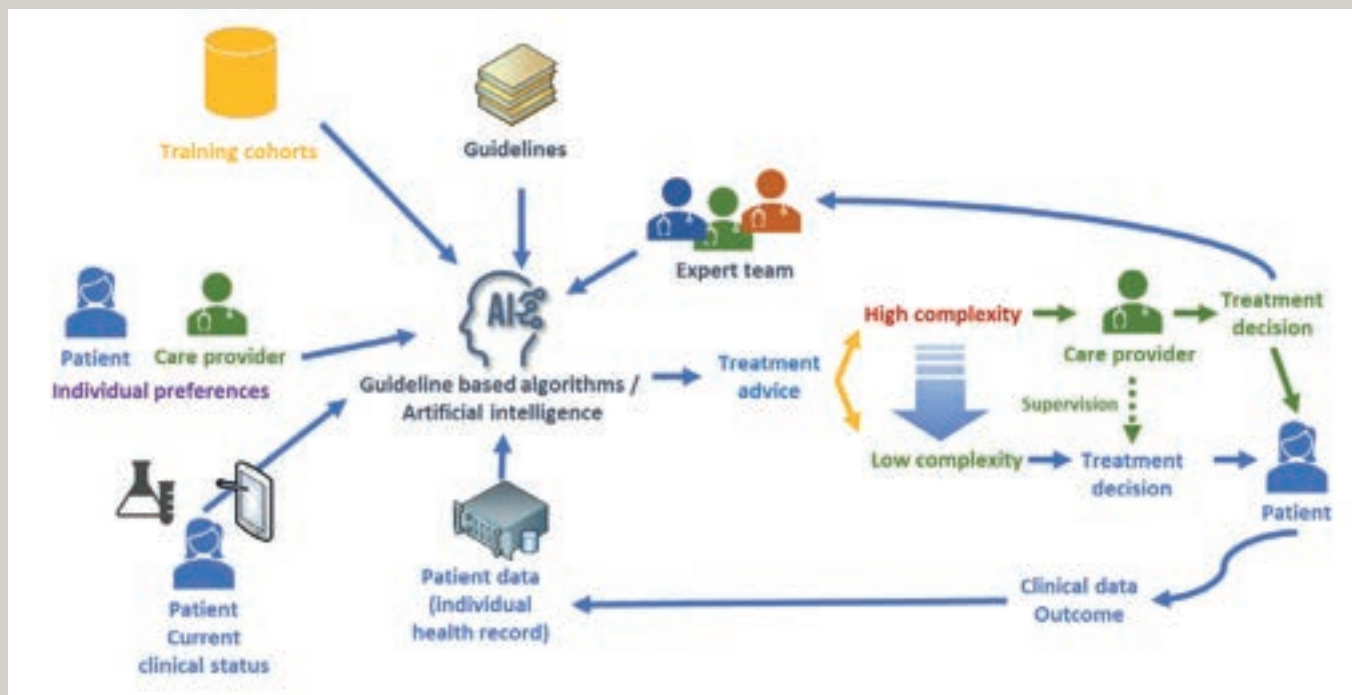 Training cohorts
Guidelines
Expert team
AI
Patient
Care provider
Individual preferences
Guideline based algorithms /
Artificial intelligence
Treatment
advice
High complexity
Care provider
Treatment
decision
Supervision
Low complexity
Treatment
decision
Patient
Patient
Current
clinical status
Patient data
(individual
health record)
Clinical data
Outcome